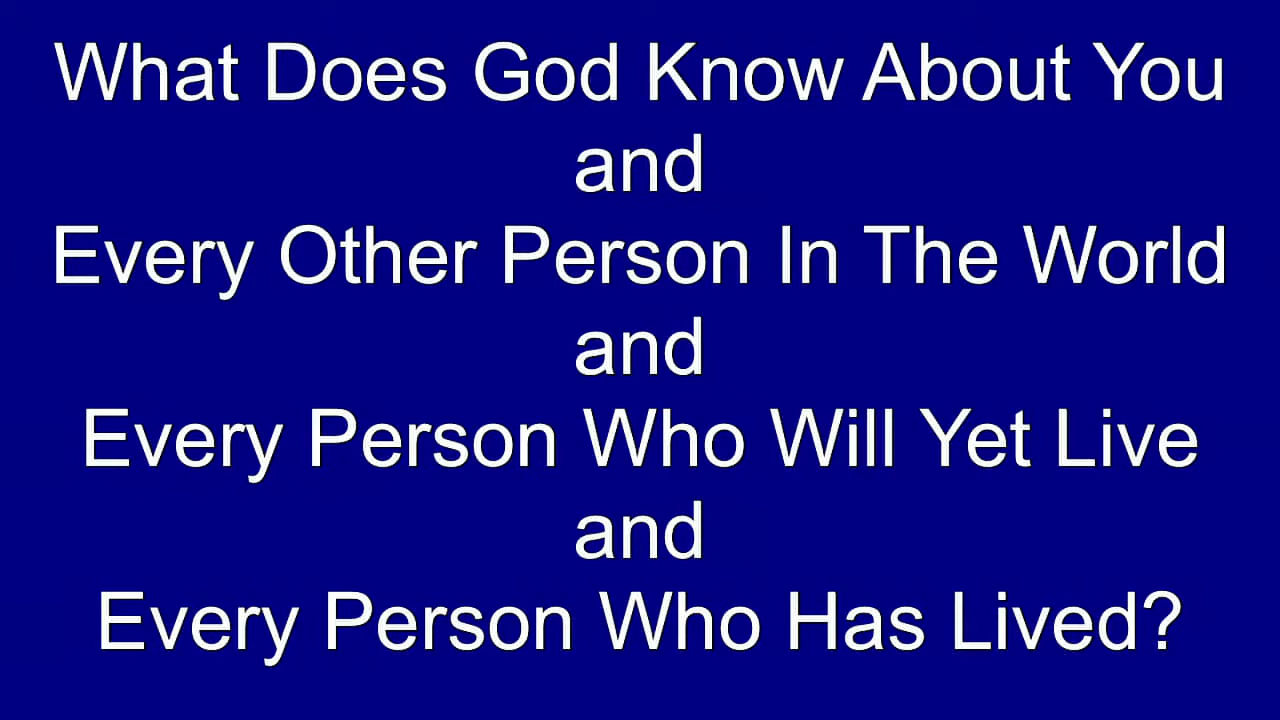 What Does God Know About You
and
Every Other Person In The World
and
Every Person Who Will Yet Live
and
Every Person Who Has Lived?